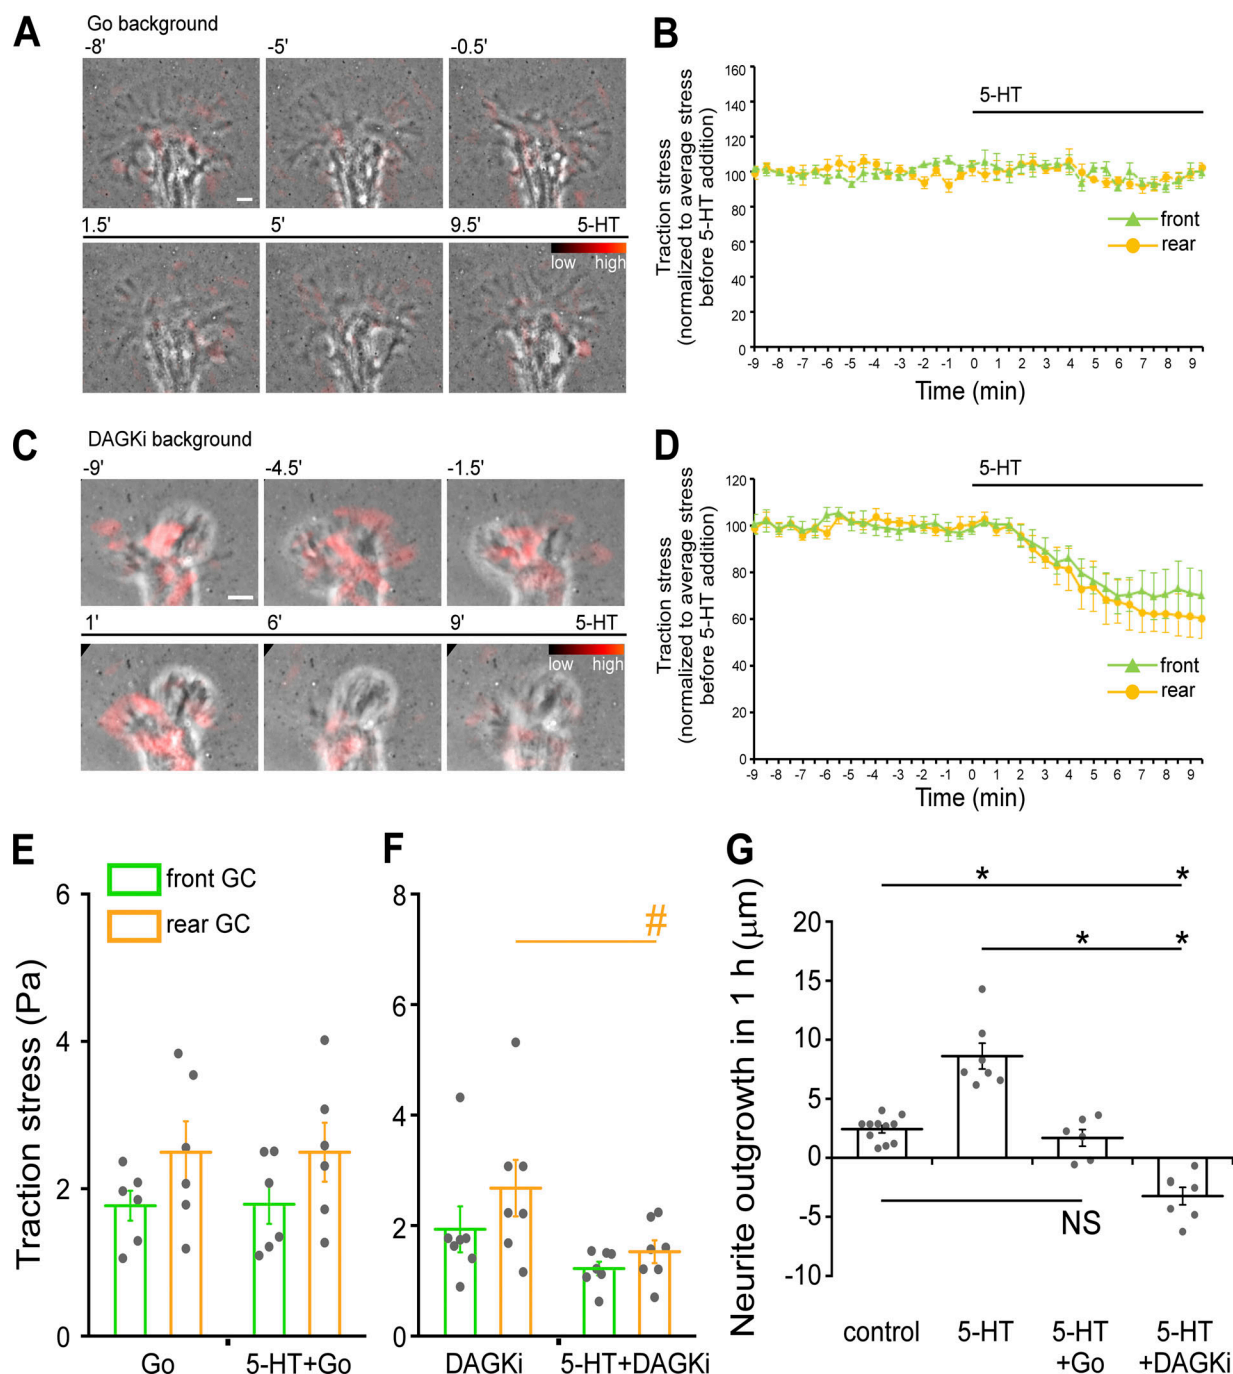 A
Go background
-8' -5' -0.5'
1.5' 5' 9.5' 5-HT
low high
B
160
140
120
100
80
60
40
20
0
5-HT
front
rear
Traction stress
(normalized to average stress
before 5-HT addition)
-9 -8 -7 -6 -5 -4 -3 -2 -1 0 1 2 3 4 5 6 7 8 9
Time (min)
C
DAGKi background
-9' -4.5' -1.5'
1' 6' 9' 5-HT
low high
D
120
100
80
60
40
20
0
5-HT
front
rear
Traction stress
(normalized to average stress
before 5-HT addition)
-9 -8 -7 -6 -5 -4 -3 -2 -1 0 1 2 3 4 5 6 7 8 9
Time (min)
E
front GC
rear GC
6
4
2
0
Traction stress (Pa)
Go 5-HT+Go
F
8
6
4
2
0
#
DAGKi 5-HT+DAGKi
G
* *
* *
20
15
10
5
0
-5
-10
NS
Neurite outgrowth in 1 h (μm)
control 5-HT 5-HT 5-HT
+Go +DAGKi